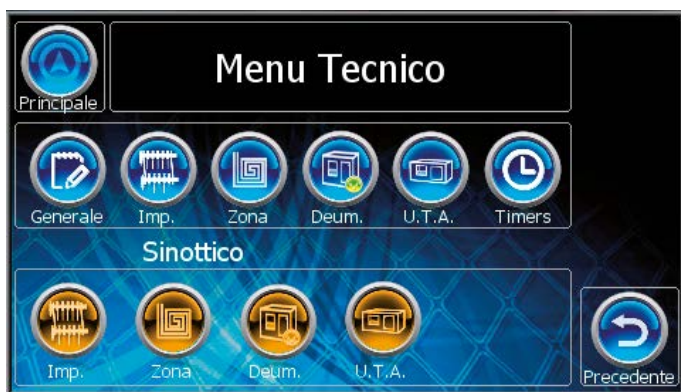 Menu Tecnico
Principale
Generale Imp. Zona Deum. U.T.A. Timers
Sinottico
Imp. Zona Deum. U.T.A.
Precedente